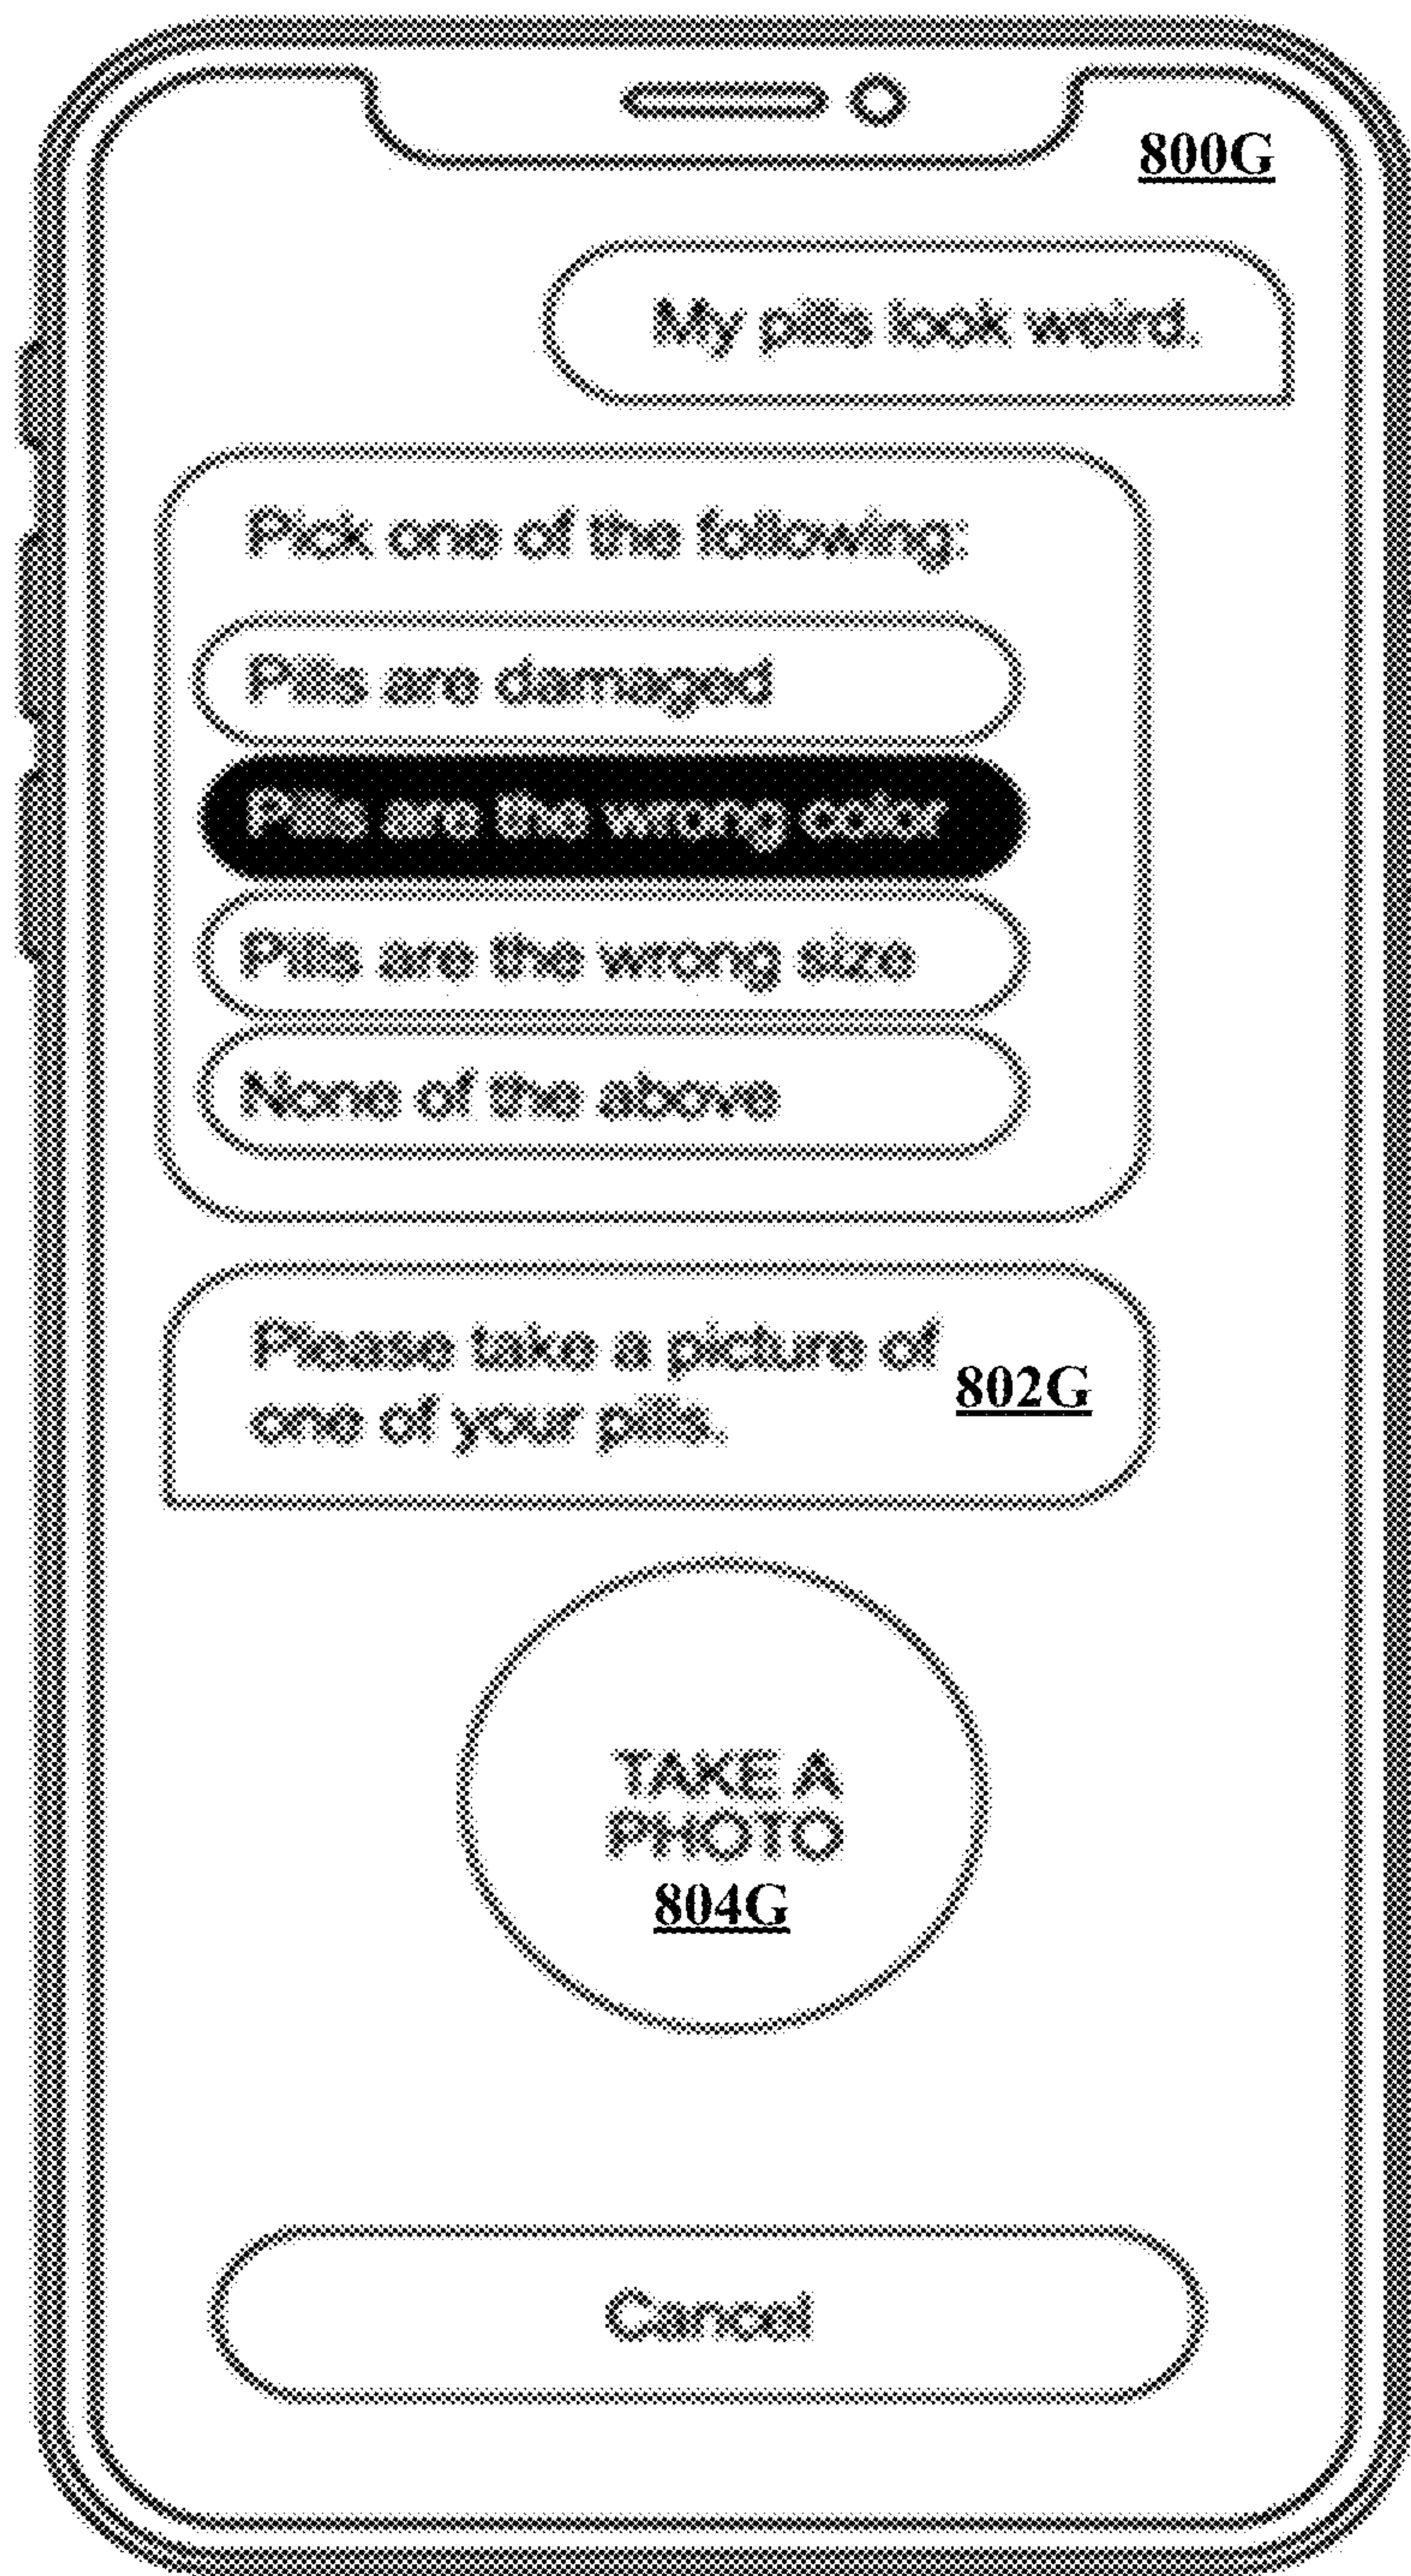 800G
My pills look weird.
Pick one of the following:
Pills are damaged
Pills are the wrong color
Pills are the wrong size
None of the above
Please take a picture of
one of your pills.
802G
TAKE A
PHOTO
804G
Cancel